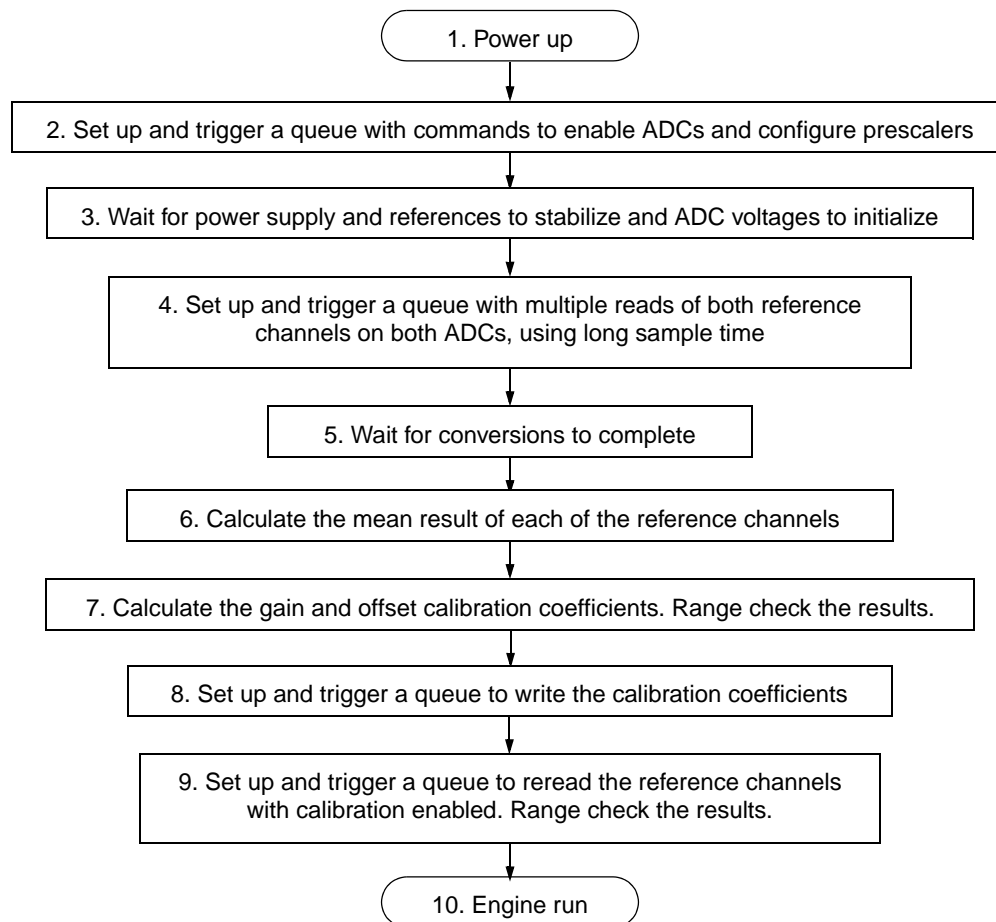 1. Power up
2. Set up and trigger a queue with commands to enable ADCs and configure prescalers
3. Wait for power supply and references to stabilize and ADC voltages to initialize
4. Set up and trigger a queue with multiple reads of both reference
channels on both ADCs, using long sample time
5. Wait for conversions to complete
6. Calculate the mean result of each of the reference channels
7. Calculate the gain and offset calibration coefficients. Range check the results.
8. Set up and trigger a queue to write the calibration coefficients
9. Set up and trigger a queue to reread the reference channels
with calibration enabled. Range check the results.
10. Engine run